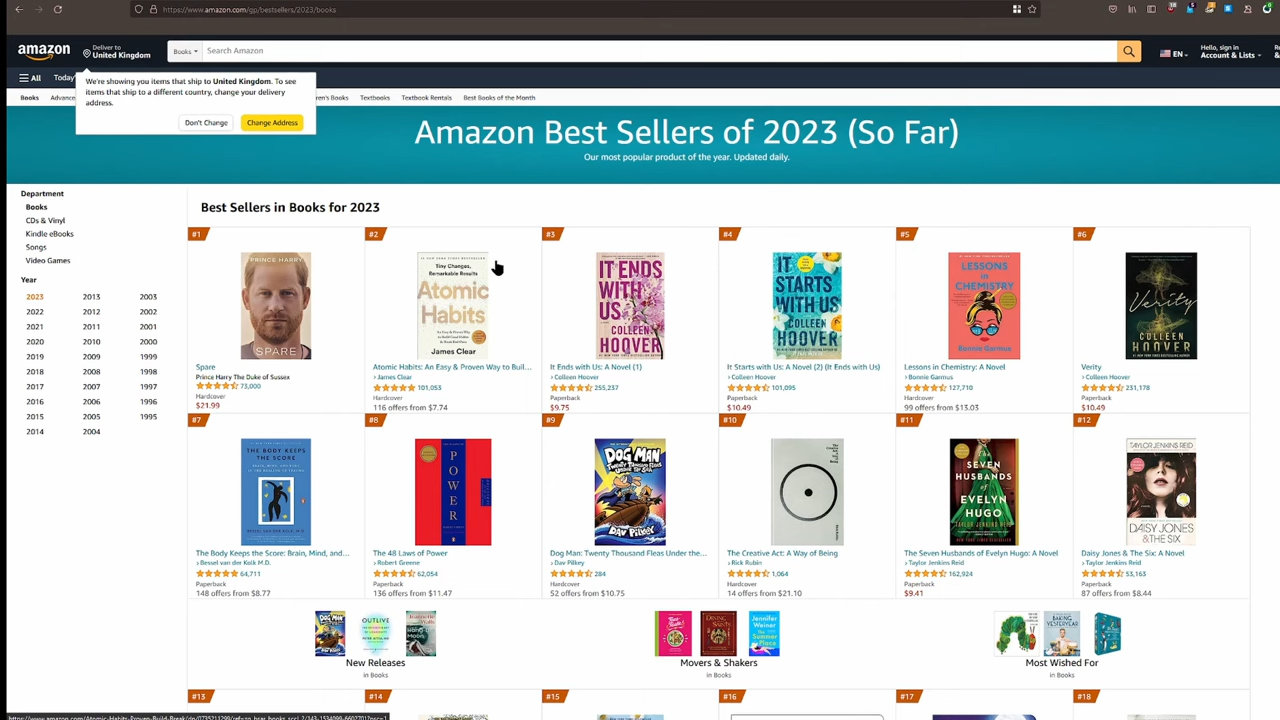 https://www.amazon.com/gp/bestsellers/2023/books
amazon
Deliver to
United Kingdom
Books
Search Amazon
EN
Hello, sign in
Account & Lists
All
We're showing you items that ship to United Kingdom. To see
items that ship to a different country, change your delivery
address.
Don't Change
Change Address
Books
Textbooks
Textbook Rentals
Best Books of the Month
Amazon Best Sellers of 2023 (So Far)
Our most popular product of the year. Updated daily.
Department
Books
CDs & Vinyl
Kindle eBooks
Songs
Video Games
Year
2023 2013 2003
2022 2012 2002
2021 2011 2001
2020 2010 2000
2019 2009 1999
2018 2008 1998
2017 2007 1997
2016 2006 1996
2015 2005 1995
2014 2004
Best Sellers in Books for 2023
#1
PRINCE HARRY
SPARE
Spare
Prince Harry The Duke of Sussex
73,000
Hardcover
$21.99
#2
Tiny Changes,
Remarkable Results
Atomic
Habits
James Clear
Atomic Habits: An Easy & Proven Way to Buil...
James Clear
101,053
Hardcover
116 offers from $7.74
#3
IT ENDS
WITH
US
COLLEEN
HOOVER
It Ends with Us: A Novel (1)
Colleen Hoover
255,237
Paperback
$9.75
#4
IT
STARTS
WITH US
COLLEEN
HOOVER
It Starts with Us: A Novel (2) (It Ends with Us)
Colleen Hoover
101,095
Paperback
$10.49
#5
LESSONS
in
CHEMISTRY
Bonnie Garmus
Lessons in Chemistry: A Novel
Bonnie Garmus
127,710
Hardcover
99 offers from $13.03
#6
Verity
COLLEEN
HOOVER
Verity
Colleen Hoover
231,178
Paperback
$10.49
#7
THE BODY KEEPS
THE SCORE
The Body Keeps the Score: Brain, Mind, and...
Bessel van der Kolk M.D.
64,711
Paperback
148 offers from $8.77
#8
POWER
The 48 Laws of Power
Robert Greene
62,054
Paperback
136 offers from $11.47
#9
DOG MAN
DAV PILKEY
Dog Man: Twenty Thousand Fleas Under the...
Dav Pilkey
284
Hardcover
52 offers from $10.75
#10
The Creative Act: A Way of Being
Rick Rubin
1,064
Hardcover
14 offers from $21.10
#11
The
SEVEN
HUSBANDS
OF
EVELYN
HUGO
TAYLOR JENKINS REID
The Seven Husbands of Evelyn Hugo: A Novel
Taylor Jenkins Reid
162,924
Paperback
$9.41
#12
TAYLOR JENKINS REID
DAISY JONES
& THE SIX
Daisy Jones & The Six: A Novel
Taylor Jenkins Reid
53,163
Paperback
87 offers from $8.44
OUTLIVE
New Releases
in Books
Jennifer
Weiner
Movers & Shakers
in Books
BAKING
YESTERYEAR
Most Wished For
in Books
#13
#14
#15
#16
#17
#18